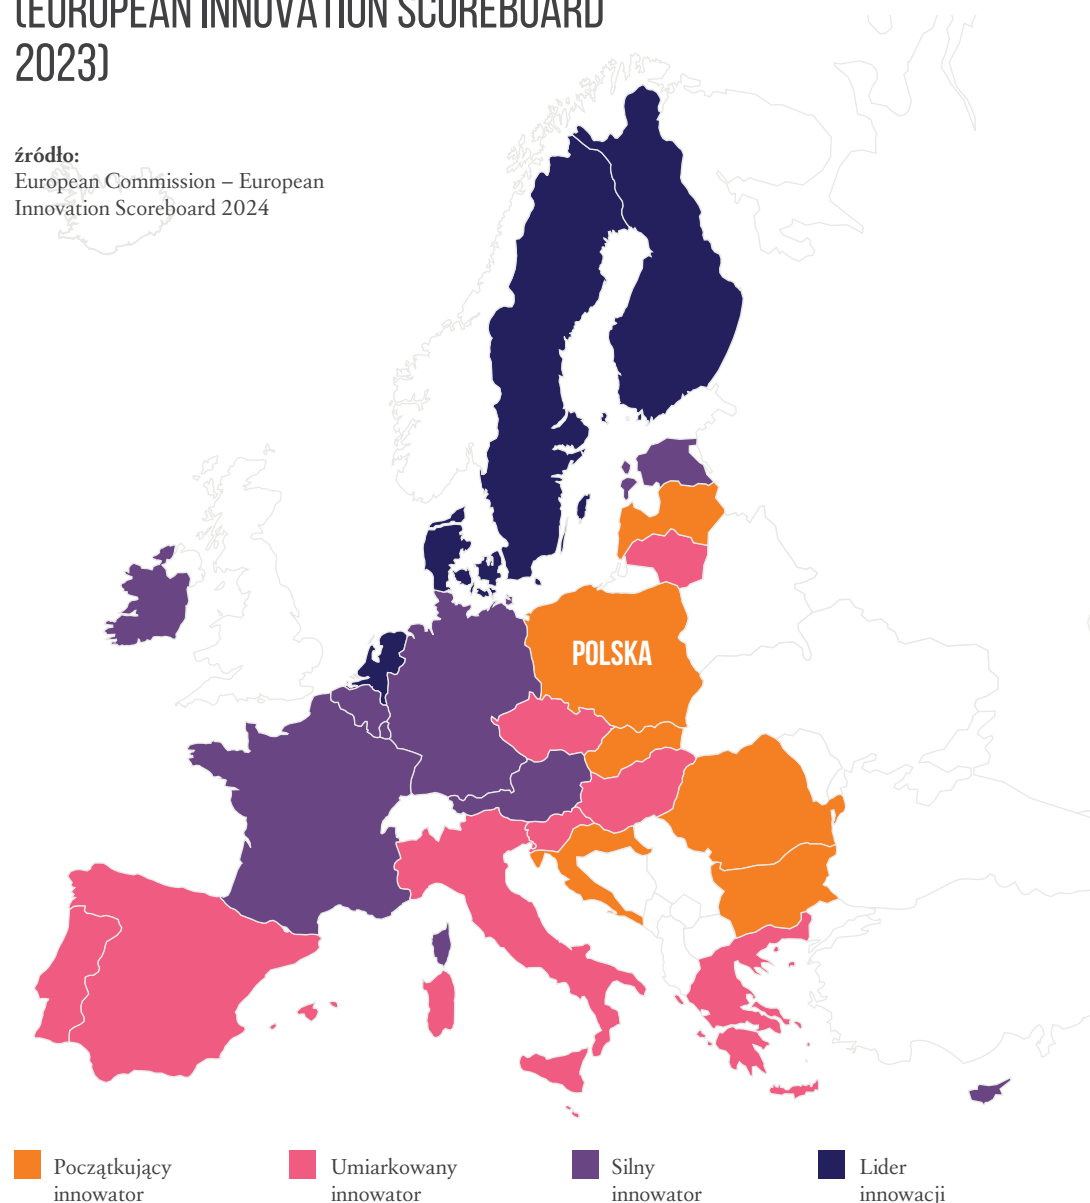 (EUROPEAN INNOVATION SCOREBOARD
2023)
źródło:
European Commission – European
Innovation Scoreboard 2024
POLSKA
Początkujący
innowator
Umiarkowany
innowator
Silny
innowator
Lider
innowacji